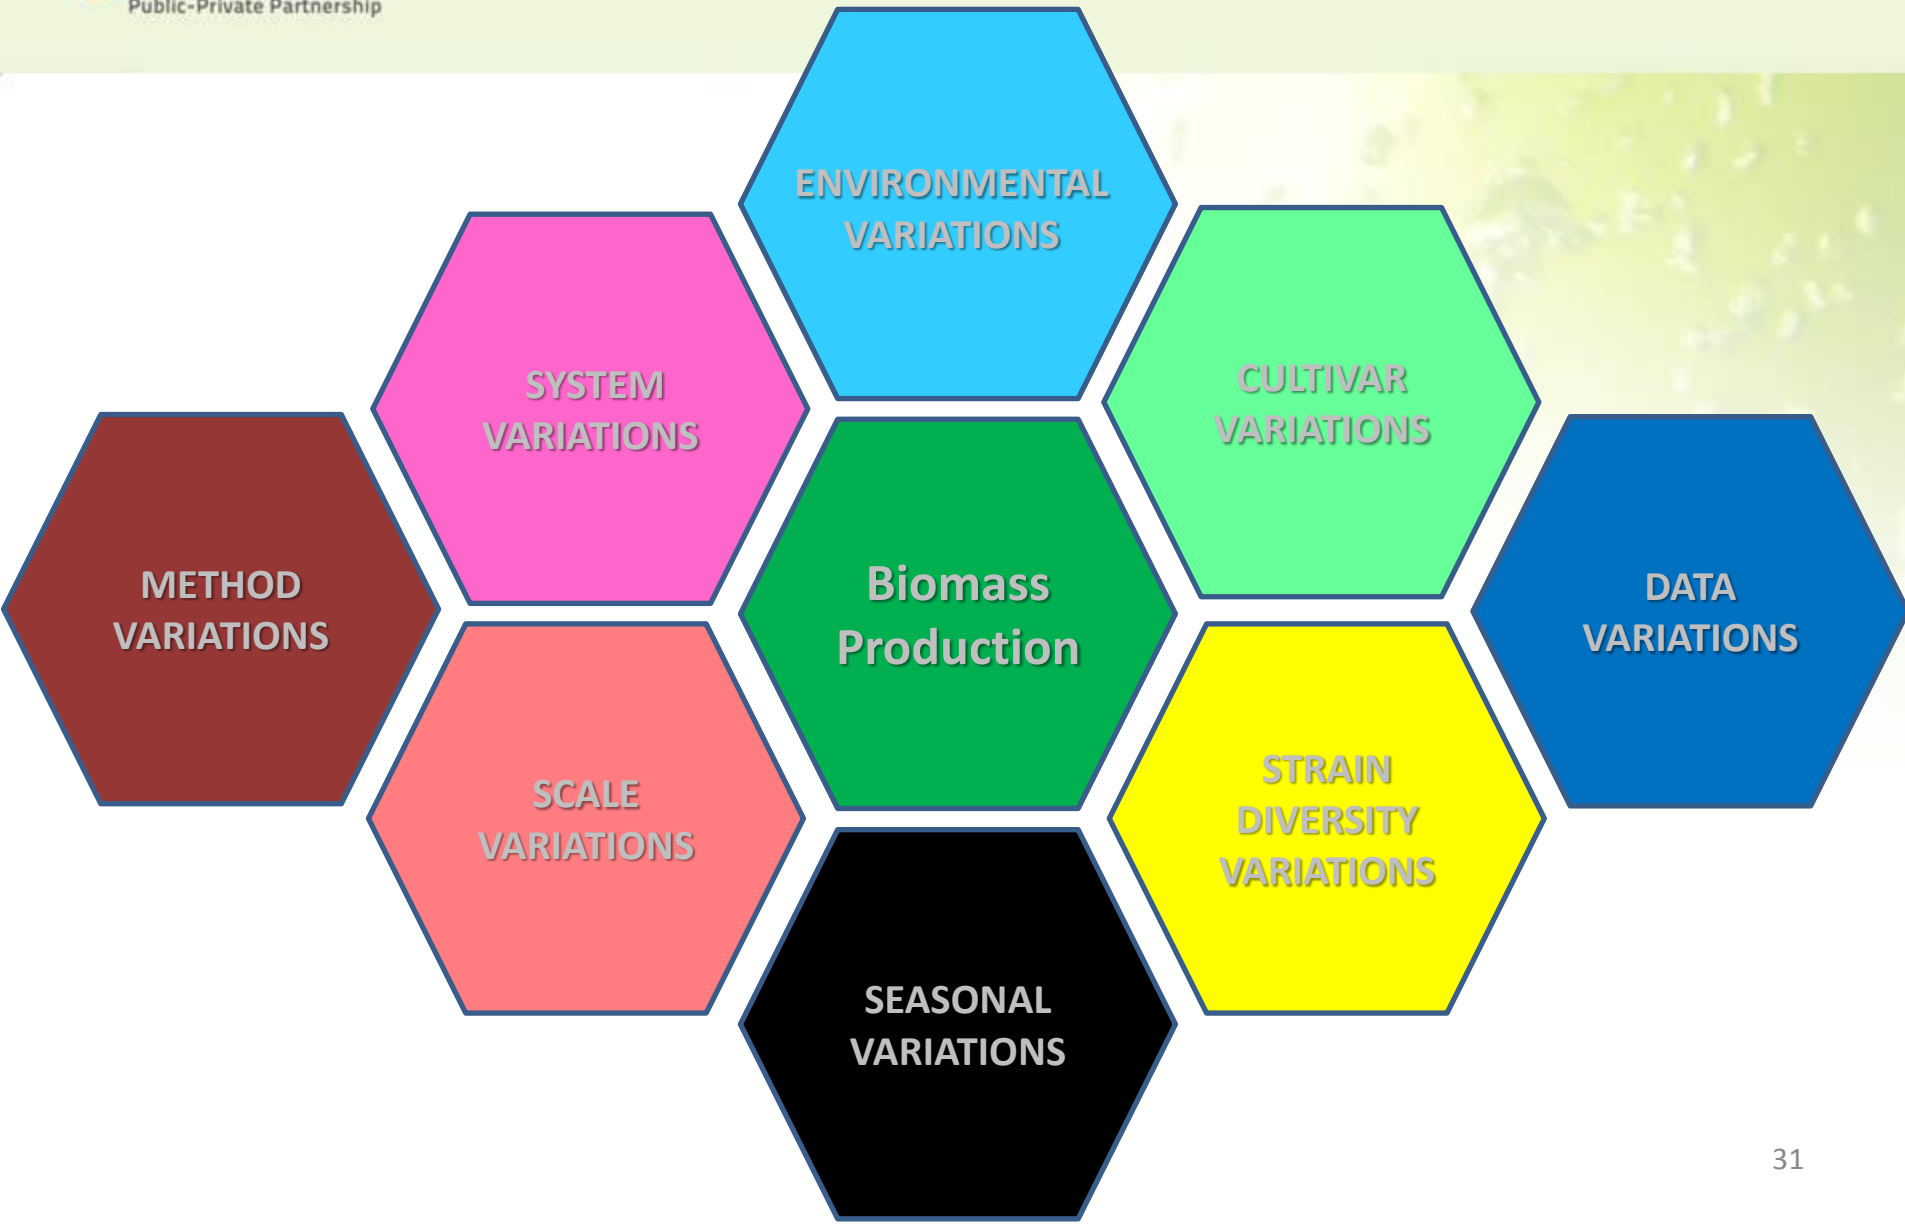 Public-Private Partnership
ENVIRONMENTAL
VARIATIONS
SYSTEM
VARIATIONS
CULTIVAR
VARIATIONS
METHOD
VARIATIONS
Biomass
Production
DATA
VARIATIONS
SCALE
VARIATIONS
STRAIN
DIVERSITY
VARIATIONS
SEASONAL
VARIATIONS
31